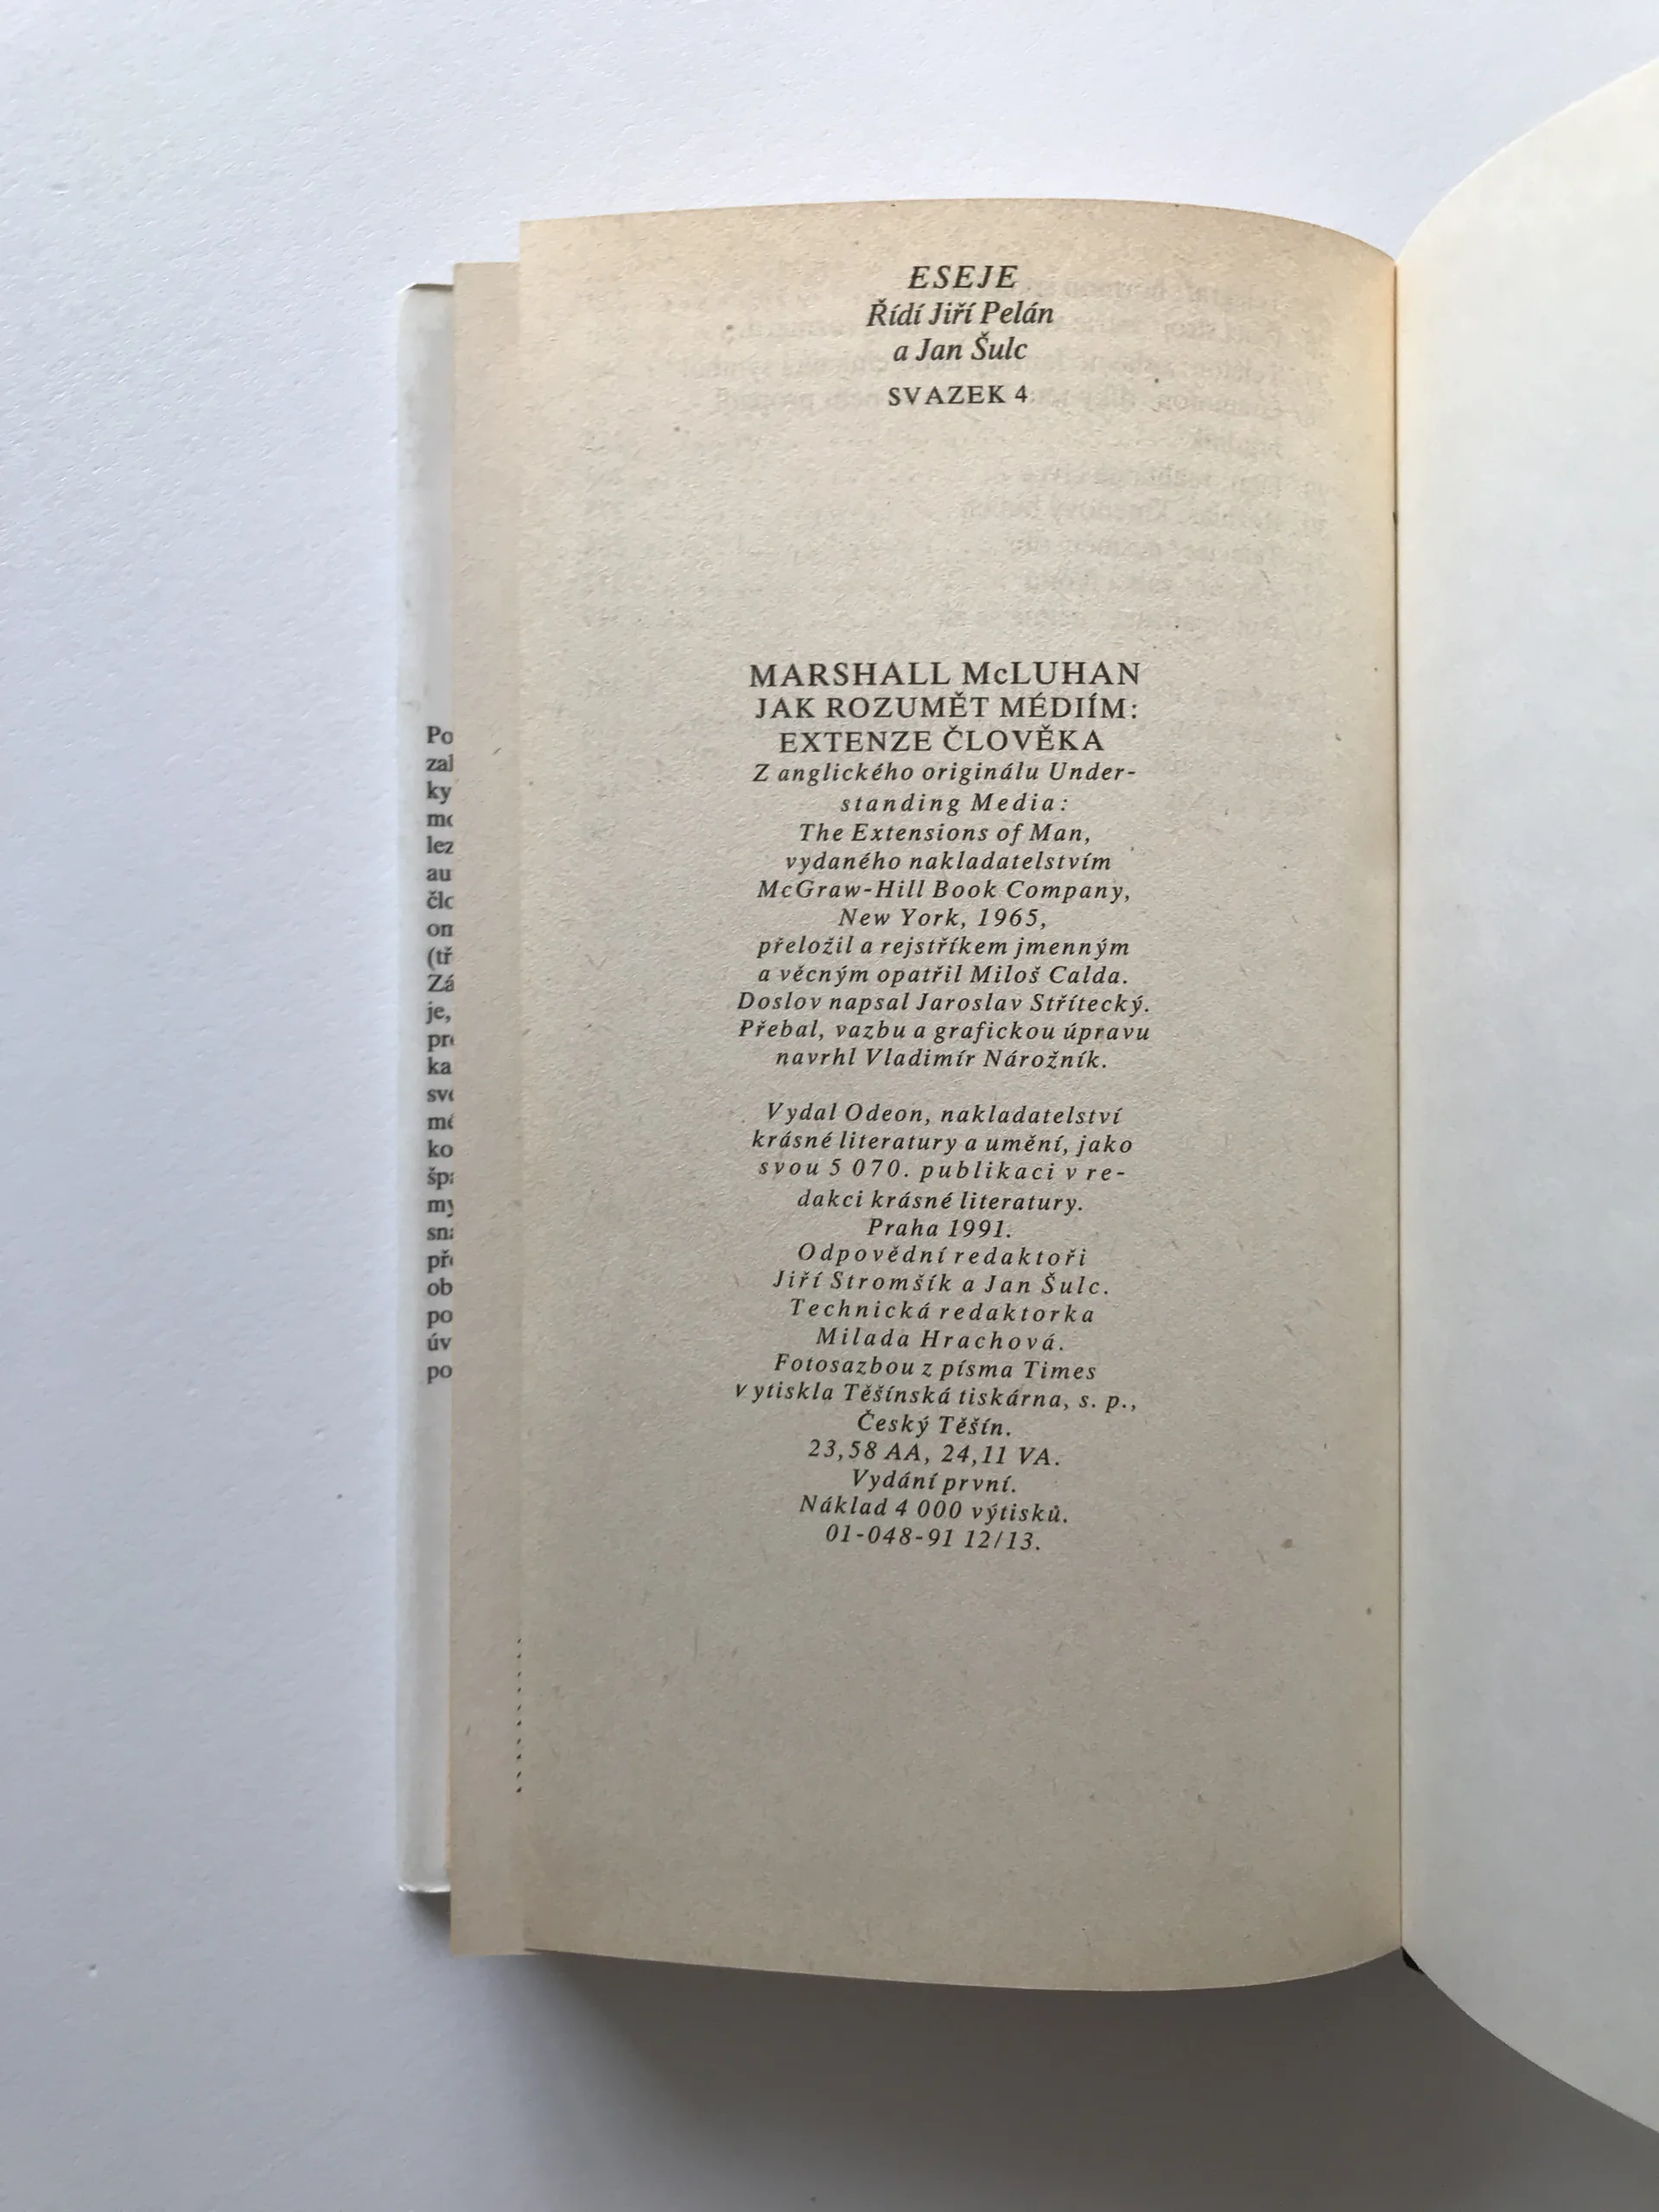 ESEJE
Řídí Jiří Pelán
a Jan Šulc
SVAZEK 4
MARSHALL McLUHAN
JAK ROZUMĚT MÉDIÍM:
EXTENZE ČLOVĚKA
Z anglického originálu Under-
standing Media:
The Extensions of Man,
vydaného nakladatelstvím
McGraw-Hill Book Company,
New York, 1965,
přeložil a rejstříkem jmenným
a věcným opatřil Miloš Calda.
Doslov napsal Jaroslav Střítecký.
Přebal, vazbu a grafickou úpravu
navrhl Vladimír Nárožník.
Vydal Odeon, nakladatelství
krásné literatury a umění, jako
svou 5 070. publikaci v re-
dakci krásné literatury.
Praha 1991.
Odpovědní redaktoři
Jiří Stromšík a Jan Šulc.
Technická redaktorka
Milada Hrachová.
Fotosazbou z písma Times
vytiskla Těšínská tiskárna, s. p.,
Český Těšín.
23,58 AA, 24,11 VA.
Vydání první.
Náklad 4 000 výtisků.
01-048-91 12/13.